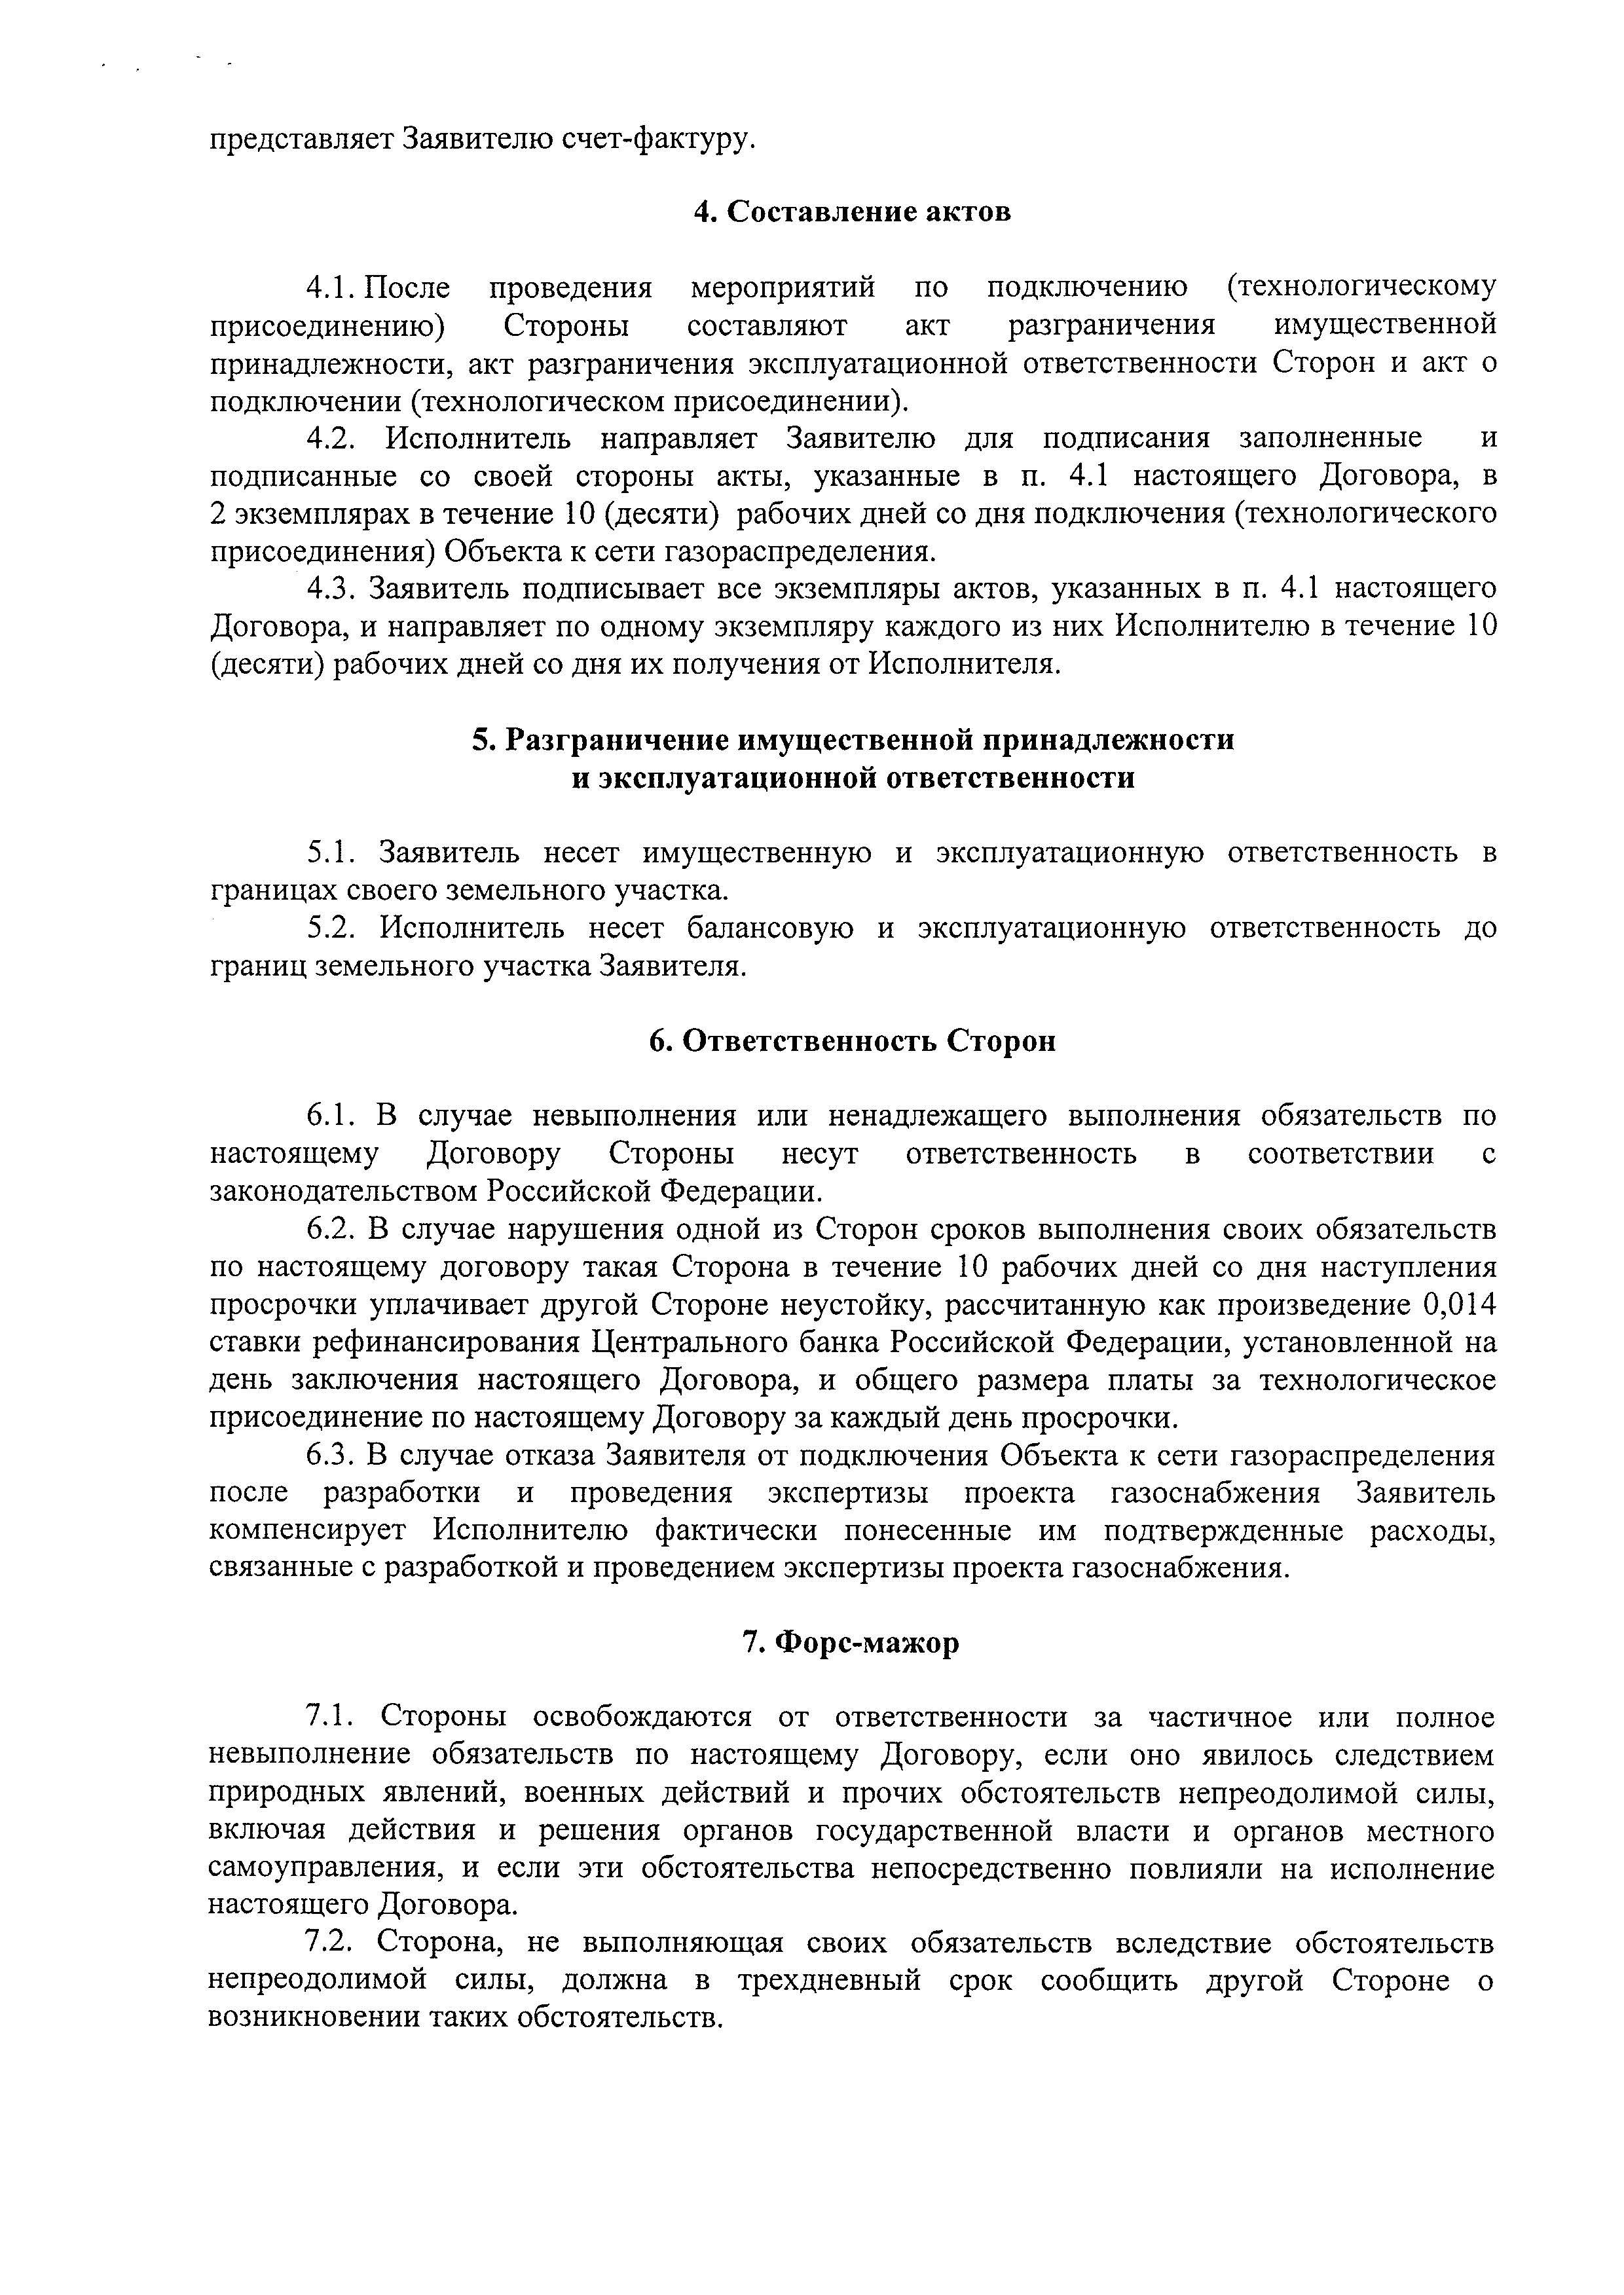 представляет Заявителю счет-фактуру.
4. Составление актов
4.1. После проведения мероприятий по подключению (технологическому
присоединению) Стороны составляют акт разграничения имущественной
принадлежности, акт разграничения эксплуатационной ответственности Сторон и акт о
подключении (технологическом присоединении).
4.2. Исполнитель направляет Заявителю для подписания заполненные и
подписанные со своей стороны акты, указанные в п. 4.1 настоящего Договора, в
2 экземплярах в течение 10 (десяти) рабочих дней со дня подключения (технологического
присоединения) Объекта к сети газораспределения.
4.3. Заявитель подписывает все экземпляры актов, указанных в п. 4.1 настоящего
Договора, и направляет по одному экземпляру каждого из них Исполнителю в течение 10
(десяти) рабочих дней со дня их получения от Исполнителя.
5. Разграничение имущественной принадлежности
и эксплуатационной ответственности
5.1. Заявитель несет имущественную и эксплуатационную ответственность в
границах своего земельного участка.
5.2. Исполнитель несет балансовую и эксплуатационную ответственность до
границ земельного участка Заявителя.
6. Ответственность Сторон
6.1. В случае невыполнения или ненадлежащего выполнения обязательств по
настоящему Договору Стороны несут ответственность в соответствии с
законодательством Российской Федерации.
6.2. В случае нарушения одной из Сторон сроков выполнения своих обязательств
по настоящему договору такая Сторона в течение 10 рабочих дней со дня наступления
просрочки уплачивает другой Стороне неустойку, рассчитанную как произведение 0,014
ставки рефинансирования Центрального банка Российской Федерации, установленной на
день заключения настоящего Договора, и общего размера платы за технологическое
присоединение по настоящему Договору за каждый день просрочки.
6.3. В случае отказа Заявителя от подключения Объекта к сети газораспределения
после разработки и проведения экспертизы проекта газоснабжения Заявитель
компенсирует Исполнителю фактически понесенные им подтвержденные расходы,
связанные с разработкой и проведением экспертизы проекта газоснабжения.
7. Форс-мажор
7.1. Стороны освобождаются от ответственности за частичное или полное
невыполнение обязательств по настоящему Договору, если оно явилось следствием
природных явлений, военных действий и прочих обстоятельств непреодолимой силы,
включая действия и решения органов государственной власти и органов местного
самоуправления, и если эти обстоятельства непосредственно повлияли на исполнение
настоящего Договора.
7.2. Сторона, не выполняющая своих обязательств вследствие обстоятельств
непреодолимой силы, должна в трехдневный срок сообщить другой Стороне о
возникновении таких обстоятельств.